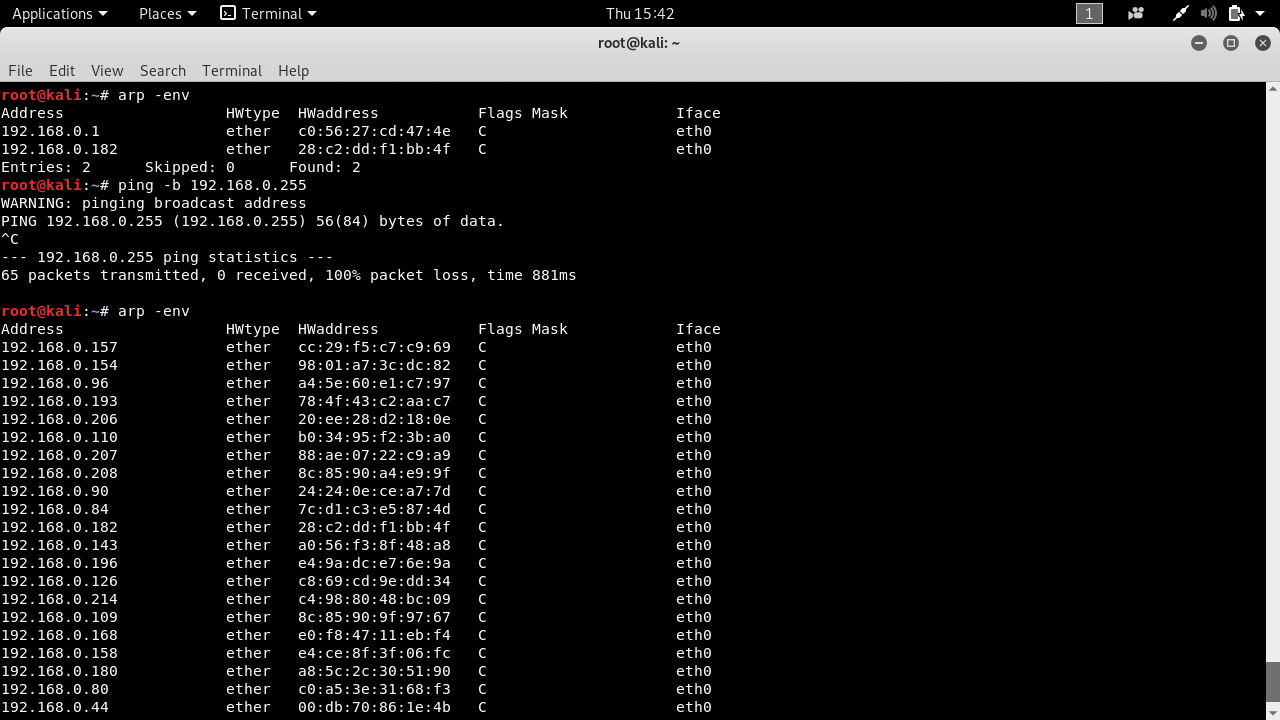 Applications Places Terminal Thu 15:42 1
root@kali: ~
File Edit View Search Terminal Help
root@kali:~# arp -env
Address HWtype HWaddress Flags Mask Iface
192.168.0.1 ether c0:56:27:cd:47:4e C eth0
192.168.0.182 ether 28:c2:dd:f1:bb:4f C eth0
Entries: 2 Skipped: 0 Found: 2
root@kali:~# ping -b 192.168.0.255
WARNING: pinging broadcast address
PING 192.168.0.255 (192.168.0.255) 56(84) bytes of data.
^C
--- 192.168.0.255 ping statistics ---
65 packets transmitted, 0 received, 100% packet loss, time 881ms
root@kali:~# arp -env
Address HWtype HWaddress Flags Mask Iface
192.168.0.157 ether cc:29:f5:c7:c9:69 C eth0
192.168.0.154 ether 98:01:a7:3c:dc:82 C eth0
192.168.0.96 ether a4:5e:60:e1:c7:97 C eth0
192.168.0.193 ether 78:4f:43:c2:aa:c7 C eth0
192.168.0.206 ether 20:ee:28:d2:18:0e C eth0
192.168.0.110 ether b0:34:95:f2:3b:a0 C eth0
192.168.0.207 ether 88:ae:07:22:c9:a9 C eth0
192.168.0.208 ether 8c:85:90:a4:e9:9f C eth0
192.168.0.90 ether 24:24:0e:ce:a7:7d C eth0
192.168.0.84 ether 7c:d1:c3:e5:87:4d C eth0
192.168.0.182 ether 28:c2:dd:f1:bb:4f C eth0
192.168.0.143 ether a0:56:f3:8f:48:a8 C eth0
192.168.0.196 ether e4:9a:dc:e7:6e:9a C eth0
192.168.0.126 ether c8:69:cd:9e:dd:34 C eth0
192.168.0.214 ether c4:98:80:48:bc:09 C eth0
192.168.0.109 ether 8c:85:90:9f:97:67 C eth0
192.168.0.168 ether e0:f8:47:11:eb:f4 C eth0
192.168.0.158 ether e4:ce:8f:3f:06:fc C eth0
192.168.0.180 ether a8:5c:2c:30:51:90 C eth0
192.168.0.80 ether c0:a5:3e:31:68:f3 C eth0
192.168.0.44 ether 00:db:70:86:1e:4b C eth0